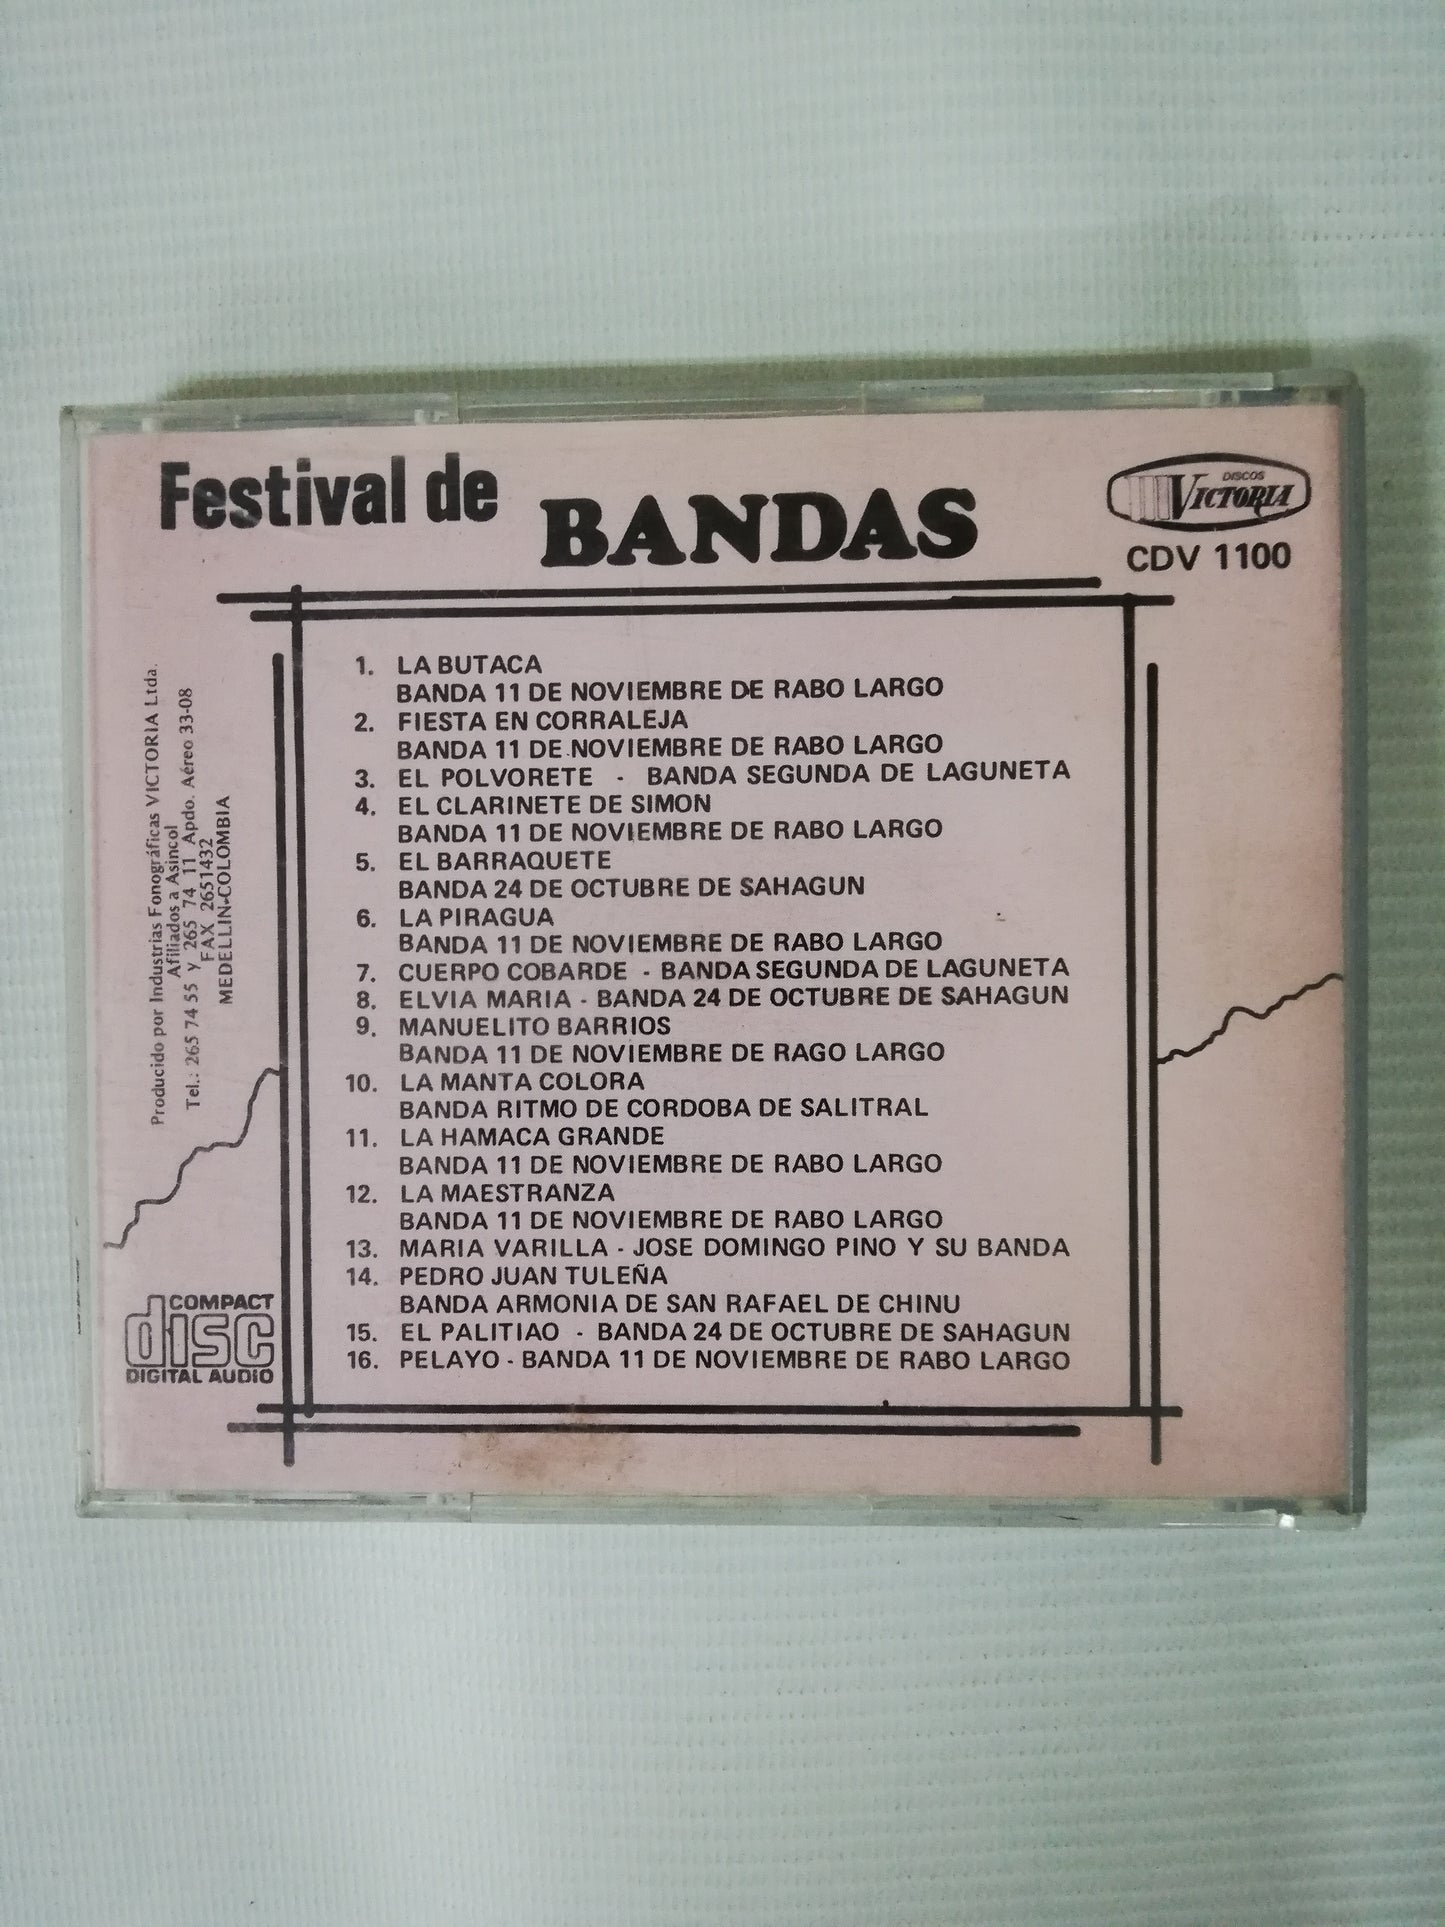 Festival de BANDAS
DISCOS
VICTORIA
CDV 1100
1. LA BUTACA
BANDA 11 DE NOVIEMBRE DE RABO LARGO
2. FIESTA EN CORRALEJA
BANDA 11 DE NOVIEMBRE DE RABO LARGO
3. EL POLVORETE - BANDA SEGUNDA DE LAGUNETA
4. EL CLARINETE DE SIMON
BANDA 11 DE NOVIEMBRE DE RABO LARGO
5. EL BARRAQUETE
BANDA 24 DE OCTUBRE DE SAHAGUN
6. LA PIRAGUA
BANDA 11 DE NOVIEMBRE DE RABO LARGO
7. CUERPO COBARDE - BANDA SEGUNDA DE LAGUNETA
8. ELVIA MARIA - BANDA 24 DE OCTUBRE DE SAHAGUN
9. MANUELITO BARRIOS
BANDA 11 DE NOVIEMBRE DE RAGO LARGO
10. LA MANTA COLORA
BANDA RITMO DE CORDOBA DE SALITRAL
11. LA HAMACA GRANDE
BANDA 11 DE NOVIEMBRE DE RABO LARGO
12. LA MAESTRANZA
BANDA 11 DE NOVIEMBRE DE RABO LARGO
13. MARIA VARILLA - JOSE DOMINGO PINO Y SU BANDA
14. PEDRO JUAN TULEÑA
BANDA ARMONIA DE SAN RAFAEL DE CHINU
15. EL PALITIAO - BANDA 24 DE OCTUBRE DE SAHAGUN
16. PELAYO - BANDA 11 DE NOVIEMBRE DE RABO LARGO
Producido por Industrias Fonográficas VICTORIA Ltda.
Afiliados a Asincol
Tel.: 265 74 55 y 265 74 11 Apdo. Aéreo 33-08
FAX 2651432
MEDELLIN-COLOMBIA
COMPACT
disc
DIGITAL AUDIO